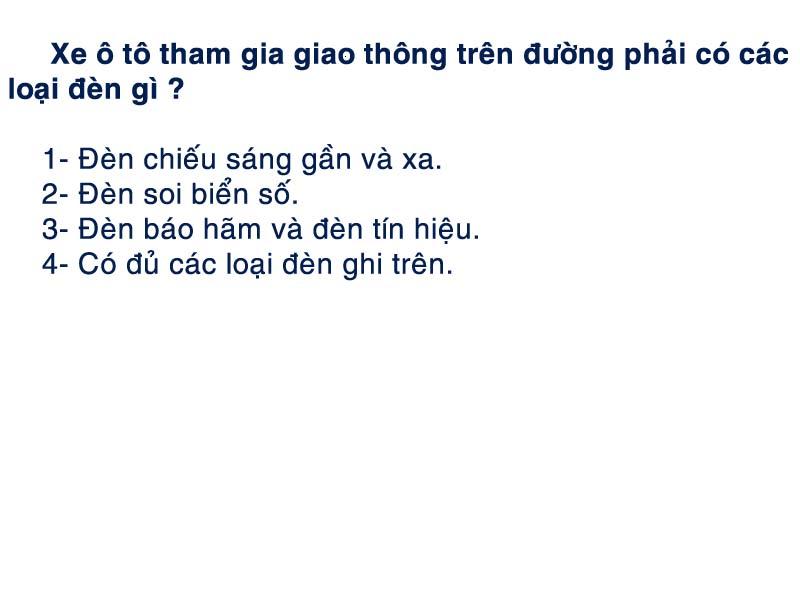 Xe ô tô tham gia giao thông trên đường phải có các
loại đèn gì ?
1- Đèn chiếu sáng gần và xa.
2- Đèn soi biển số.
3- Đèn báo hãm và đèn tín hiệu.
4- Có đủ các loại đèn ghi trên.